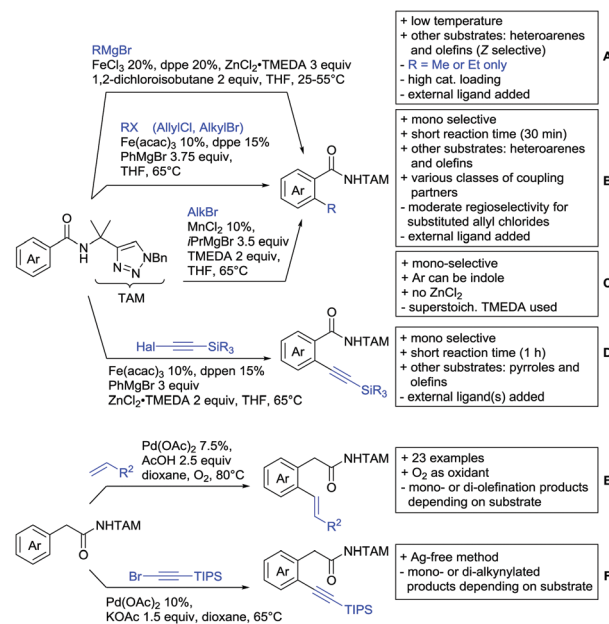 RMgBr
FeCl3 20%, dppe 20%, ZnCl2•TMEDA 3 equiv
1,2-dichloroisobutane 2 equiv, THF, 25-55°C
+ low temperature
+ other substrates: heteroarenes
and olefins (Z selective)
- R = Me or Et only
- high cat. loading
- external ligand added
A
RX (AllylCl, AlkylBr)
Fe(acac)3 10%, dppe 15%
PhMgBr 3.75 equiv,
THF, 65°C
+ mono selective
+ short reaction time (30 min)
+ other substrates: heteroarenes
and olefins
+ various classes of coupling
partners
- moderate regioselectivity for
substituted allyl chlorides
- external ligand added
B
O
Ar
NHTAM
R
O
Ar
N
H
N
N
N
Bn
TAM
AlkBr
MnCl2 10%,
iPrMgBr 3.5 equiv
TMEDA 2 equiv,
THF, 65°C
+ mono-selective
+ Ar can be indole
+ no ZnCl2
- superstoich. TMEDA used
C
Hal
SiR3
Fe(acac)3 10%, dppen 15%
PhMgBr 3 equiv
ZnCl2•TMEDA 2 equiv, THF, 65°C
O
Ar
NHTAM
SiR3
+ mono selective
+ short reaction time (1 h)
+ other substrates: pyrroles and
olefins
- external ligand(s) added
D
R2
Pd(OAc)2 7.5%,
AcOH 2.5 equiv
dioxane, O2, 80°C
Ar
NHTAM
O
R2
+ 23 examples
+ O2 as oxidant
- mono- or di-olefination products
depending on substrate
E
Ar
NHTAM
O
Br
TIPS
Pd(OAc)2 10%,
KOAc 1.5 equiv, dioxane, 65°C
Ar
NHTAM
O
TIPS
+ Ag-free method
- mono- or di-alkynylated
products depending on substrate
F